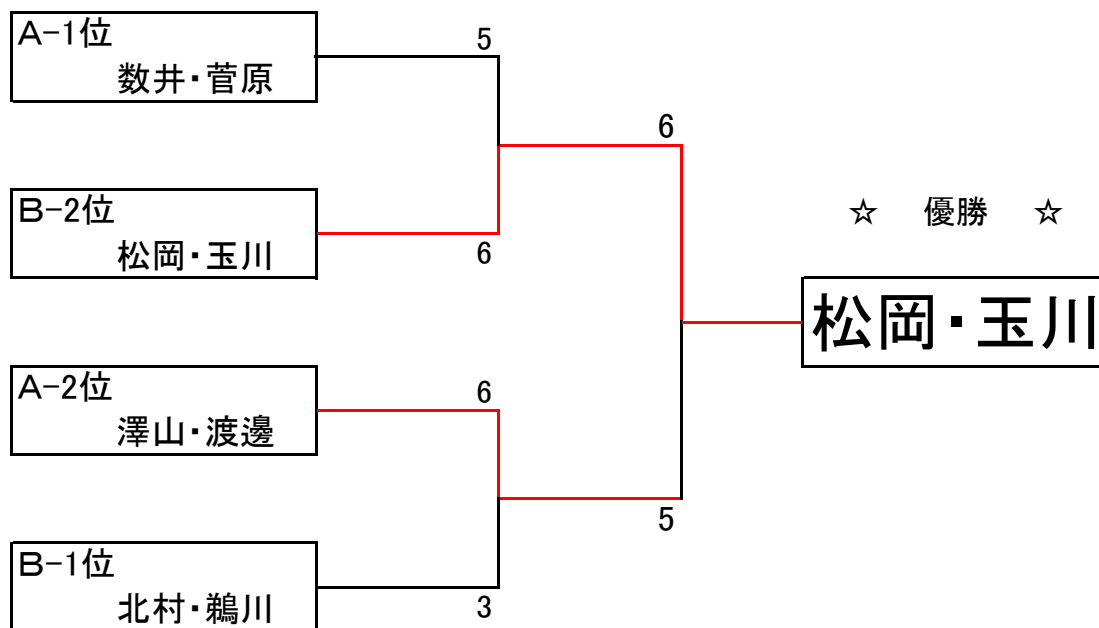 A-1位
数井・菅原
5
6
B-2位
松岡・玉川
6
☆ 優勝 ☆
松岡・玉川
A-2位
澤山・渡邊
6
5
B-1位
北村・鵜川
3